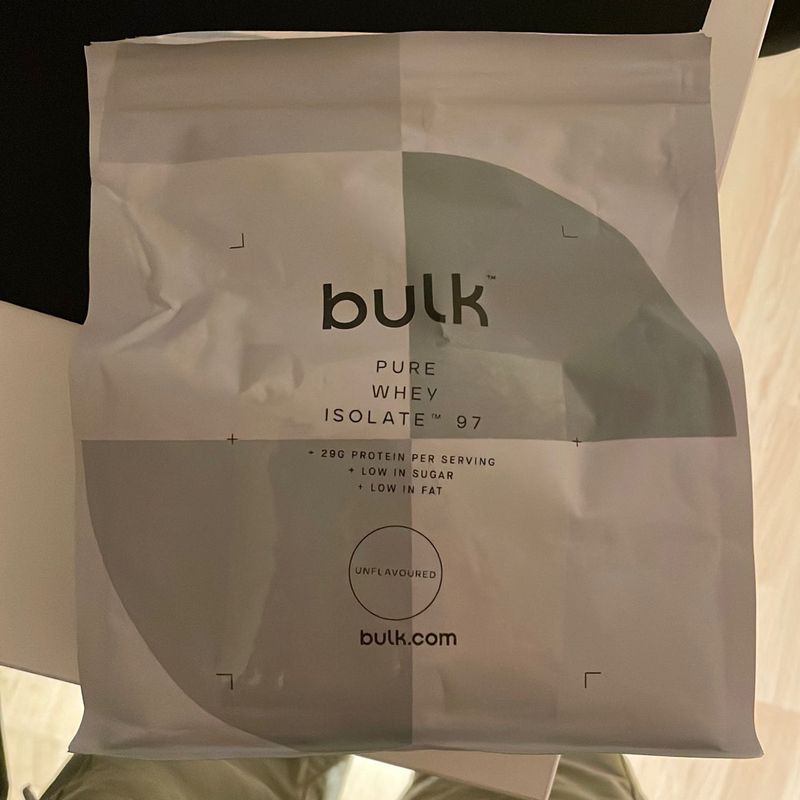 bulk™
PURE
WHEY
ISOLATE™ 97
+ 29G PROTEIN PER SERVING
+ LOW IN SUGAR
+ LOW IN FAT
UNFLAVOURED
bulk.com